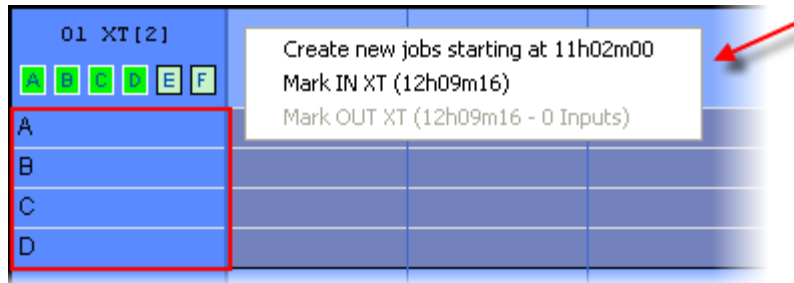 01 XT[2]
A B C D E F
Create new jobs starting at 11h02m00
Mark IN XT (12h09m16)
Mark OUT XT (12h09m16 - 0 Inputs)
A
B
C
D